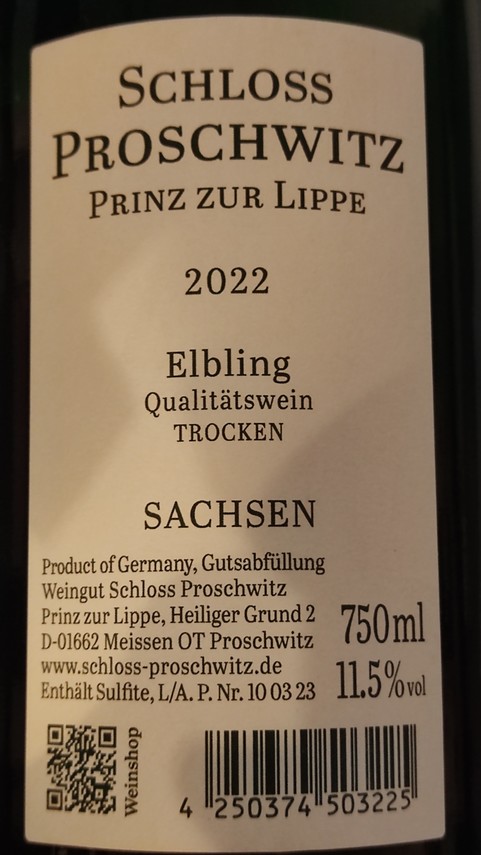 SCHLOSS
PROSCHWITZ
PRINZ ZUR LIPPE
2022
Elbling
Qualitätswein
TROCKEN
SACHSEN
Product of Germany, Gutsabfüllung
Weingut Schloss Proschwitz
Prinz zur Lippe, Heiliger Grund 2
D-01662 Meissen OT Proschwitz
www.schloss-proschwitz.de
Enthält Sulfite, L/A. P. Nr. 10 03 23
750ml
11.5%vol
Weinshop
4 250374 503225